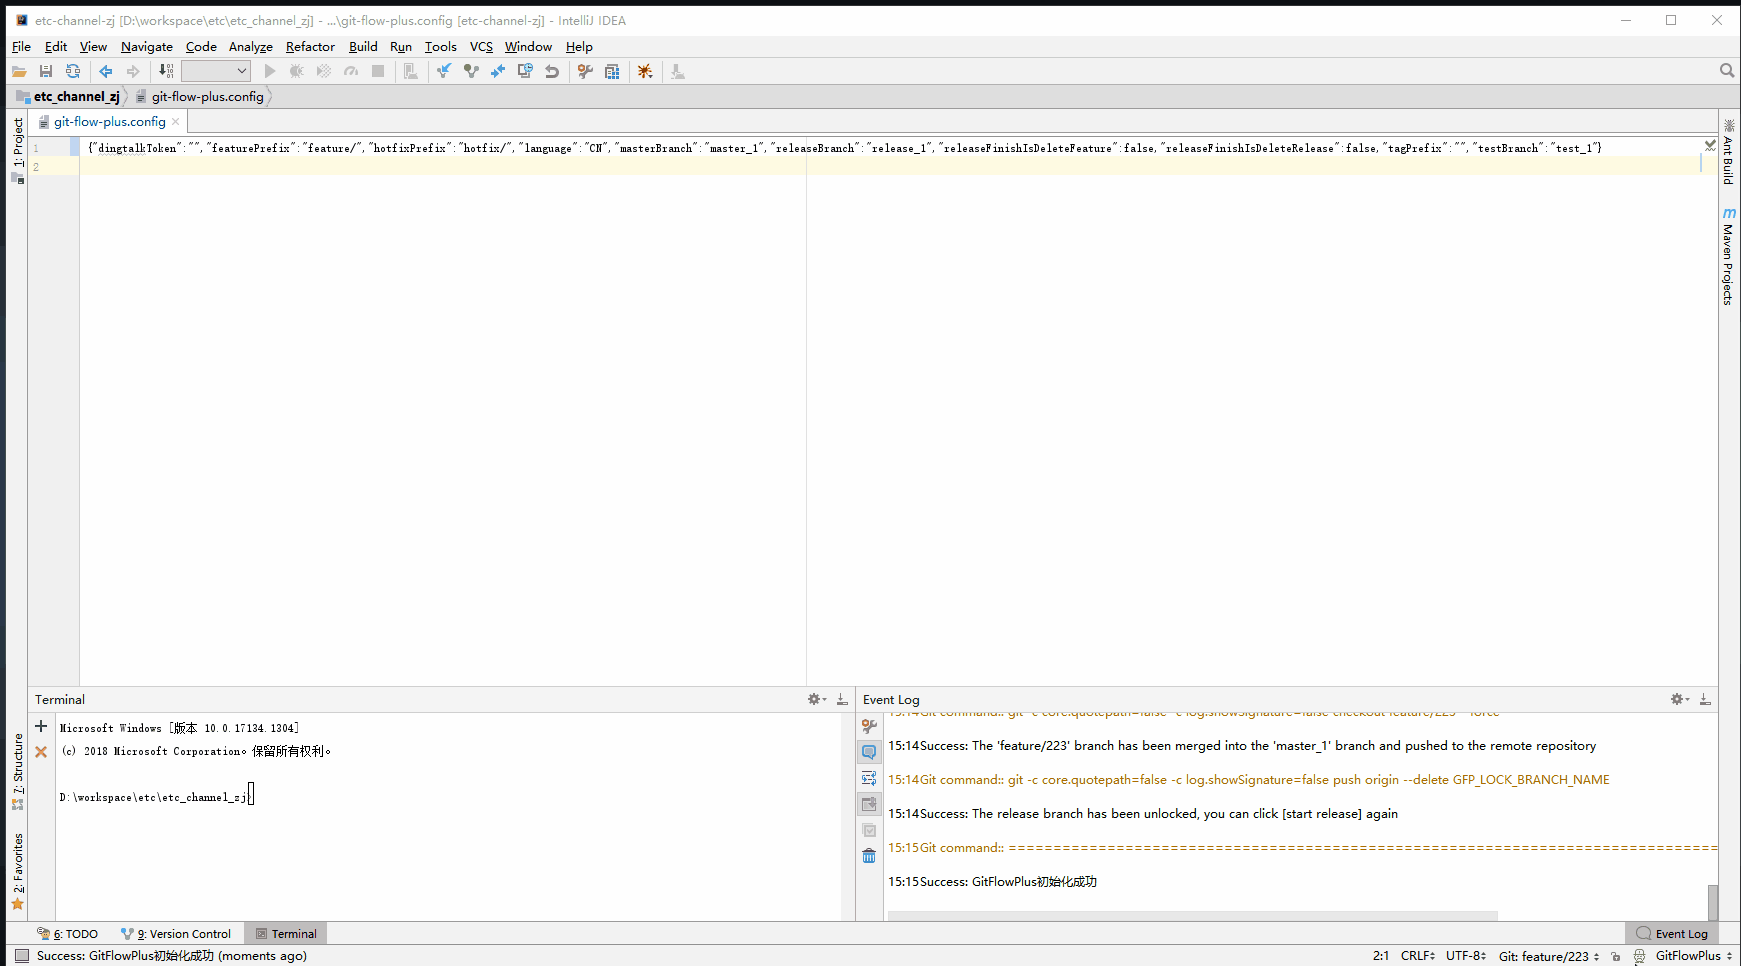 etc-channel-zj [D:\workspace\etc\etc_channel_zj] - ...\git-flow-plus.config [etc-channel-zj] - IntelliJ IDEA
File Edit View Navigate Code Analyze Refactor Build Run Tools VCS Window Help
etc_channel_zj git-flow-plus.config
git-flow-plus.config
1: Project
1 {"dingtalkToken":"","featurePrefix":"feature/","hotfixPrefix":"hotfix/","language":"CN","masterBranch":"master_1","releaseBranch":"release_1","releaseFinishIsDeleteFeature":false,"releaseFinishIsDeleteRelease":false,"tagPrefix":"","testBranch":"test_1"}
2
Ant Build
Maven Projects
7: Structure
2: Favorites
Terminal
Microsoft Windows [版本 10.0.17134.1304]
(c) 2018 Microsoft Corporation。保留所有权利。
D:\workspace\etc\etc_channel_zj>
Event Log
15:14Git command:: git -c core.quotepath=false -c log.showSignature=false checkout feature/223 --force
15:14Success: The 'feature/223' branch has been merged into the 'master_1' branch and pushed to the remote repository
15:14Git command:: git -c core.quotepath=false -c log.showSignature=false push origin --delete GFP_LOCK_BRANCH_NAME
15:14Success: The release branch has been unlocked, you can click [start release] again
15:15Git command:: ==============================================================================
15:15Success: GitFlowPlus初始化成功
6: TODO 9: Version Control Terminal Event Log
Success: GitFlowPlus初始化成功 (moments ago) 2:1 CRLF UTF-8 Git: feature/223 GitFlowPlus